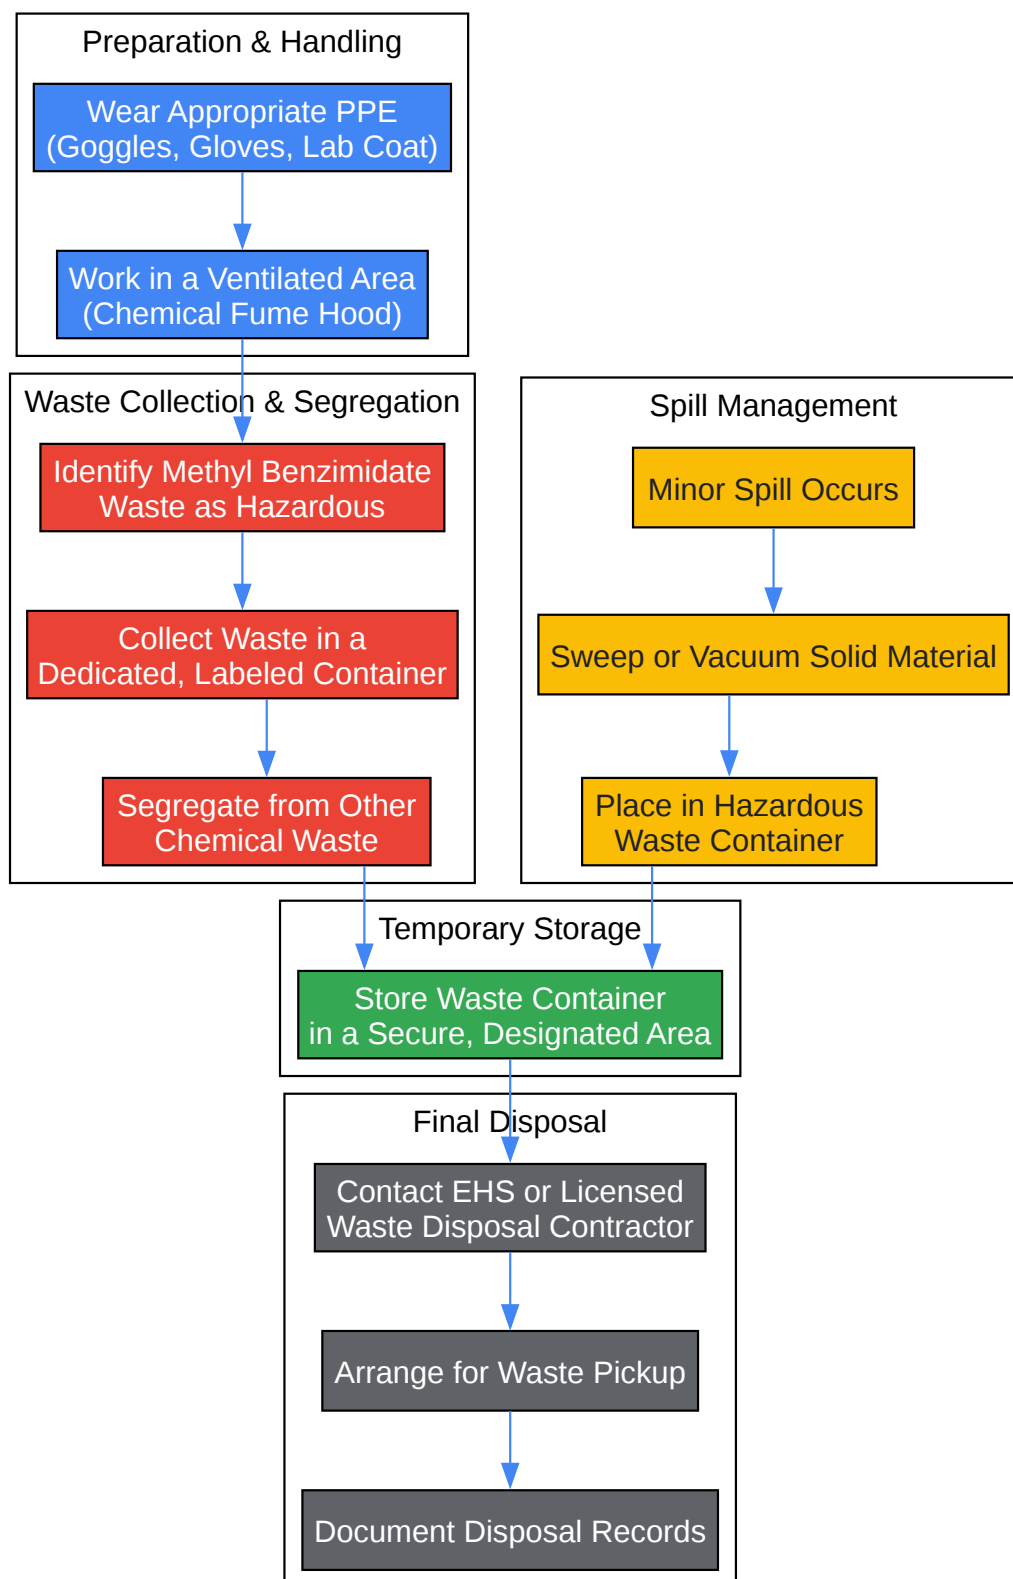 Preparation & Handling
Wear Appropriate PPE
(Goggles, Gloves, Lab Coat)
Work in a Ventilated Area
(Chemical Fume Hood)
Waste Collection & Segregation
Identify Methyl Benzimidate
Waste as Hazardous
Collect Waste in a
Dedicated, Labeled Container
Segregate from Other
Chemical Waste
Spill Management
Minor Spill Occurs
Sweep or Vacuum Solid Material
Place in Hazardous
Waste Container
Temporary Storage
Store Waste Container
in a Secure, Designated Area
Final Disposal
Contact EHS or Licensed
Waste Disposal Contractor
Arrange for Waste Pickup
Document Disposal Records